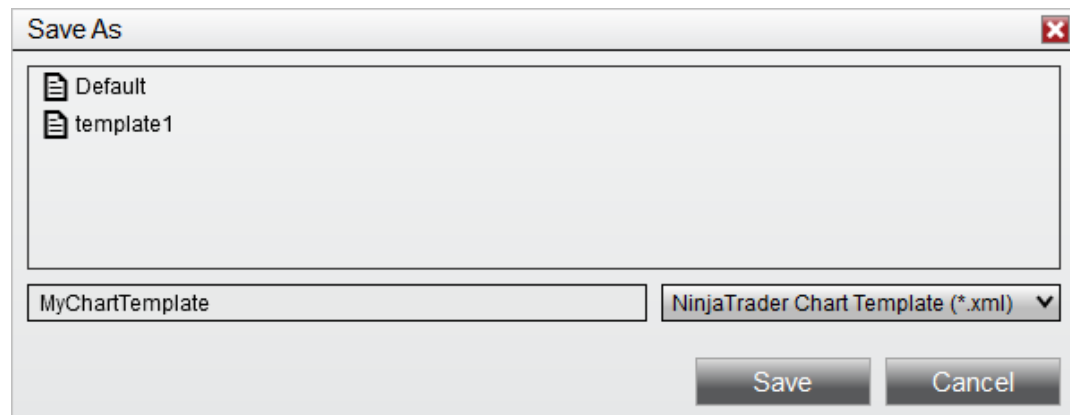 Save As
Default
template1
MyChartTemplate
NinjaTrader Chart Template (*.xml)
Save
Cancel